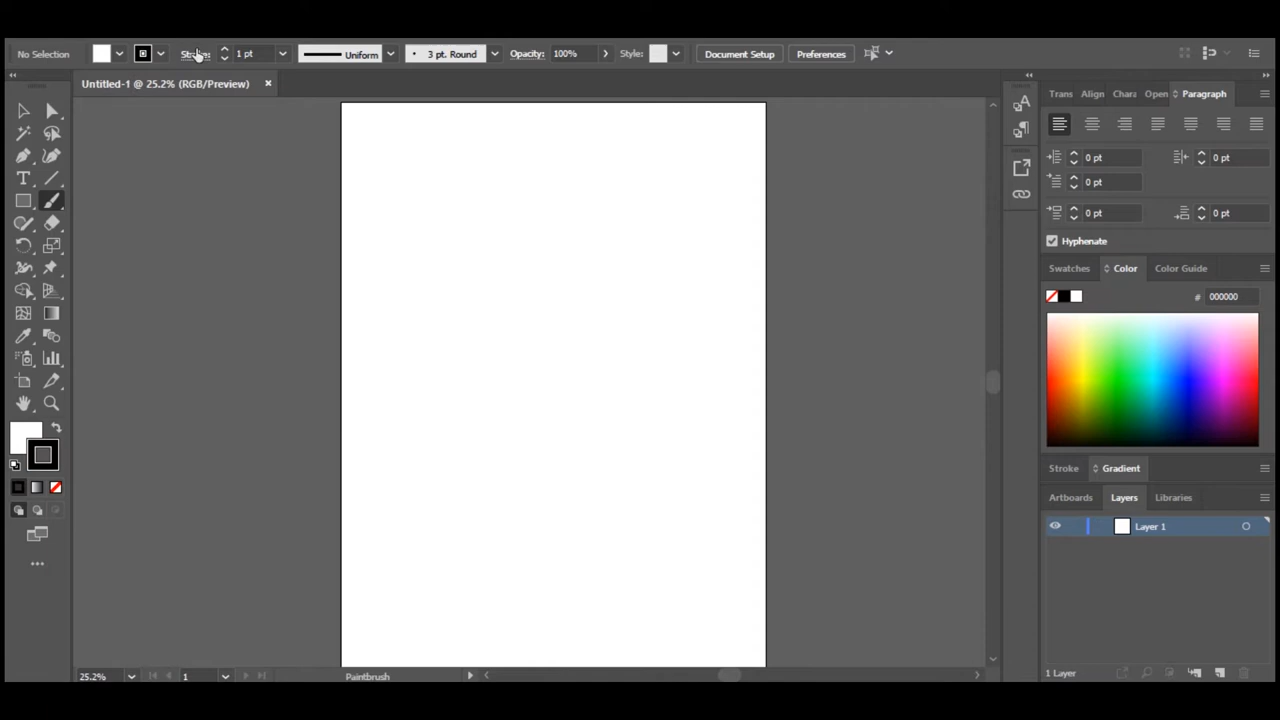 No Selection Stroke: 1 pt Uniform 3 pt. Round Opacity: 100% Style: Document Setup Preferences
Untitled-1 @ 25.2% (RGB/Preview)
Trans Align Chara Open Paragraph
0 pt 0 pt
0 pt
0 pt 0 pt
Hyphenate
Swatches Color Color Guide
# 000000
Stroke Gradient
Artboards Layers Libraries
Layer 1
1 Layer
25.2% 1 Paintbrush